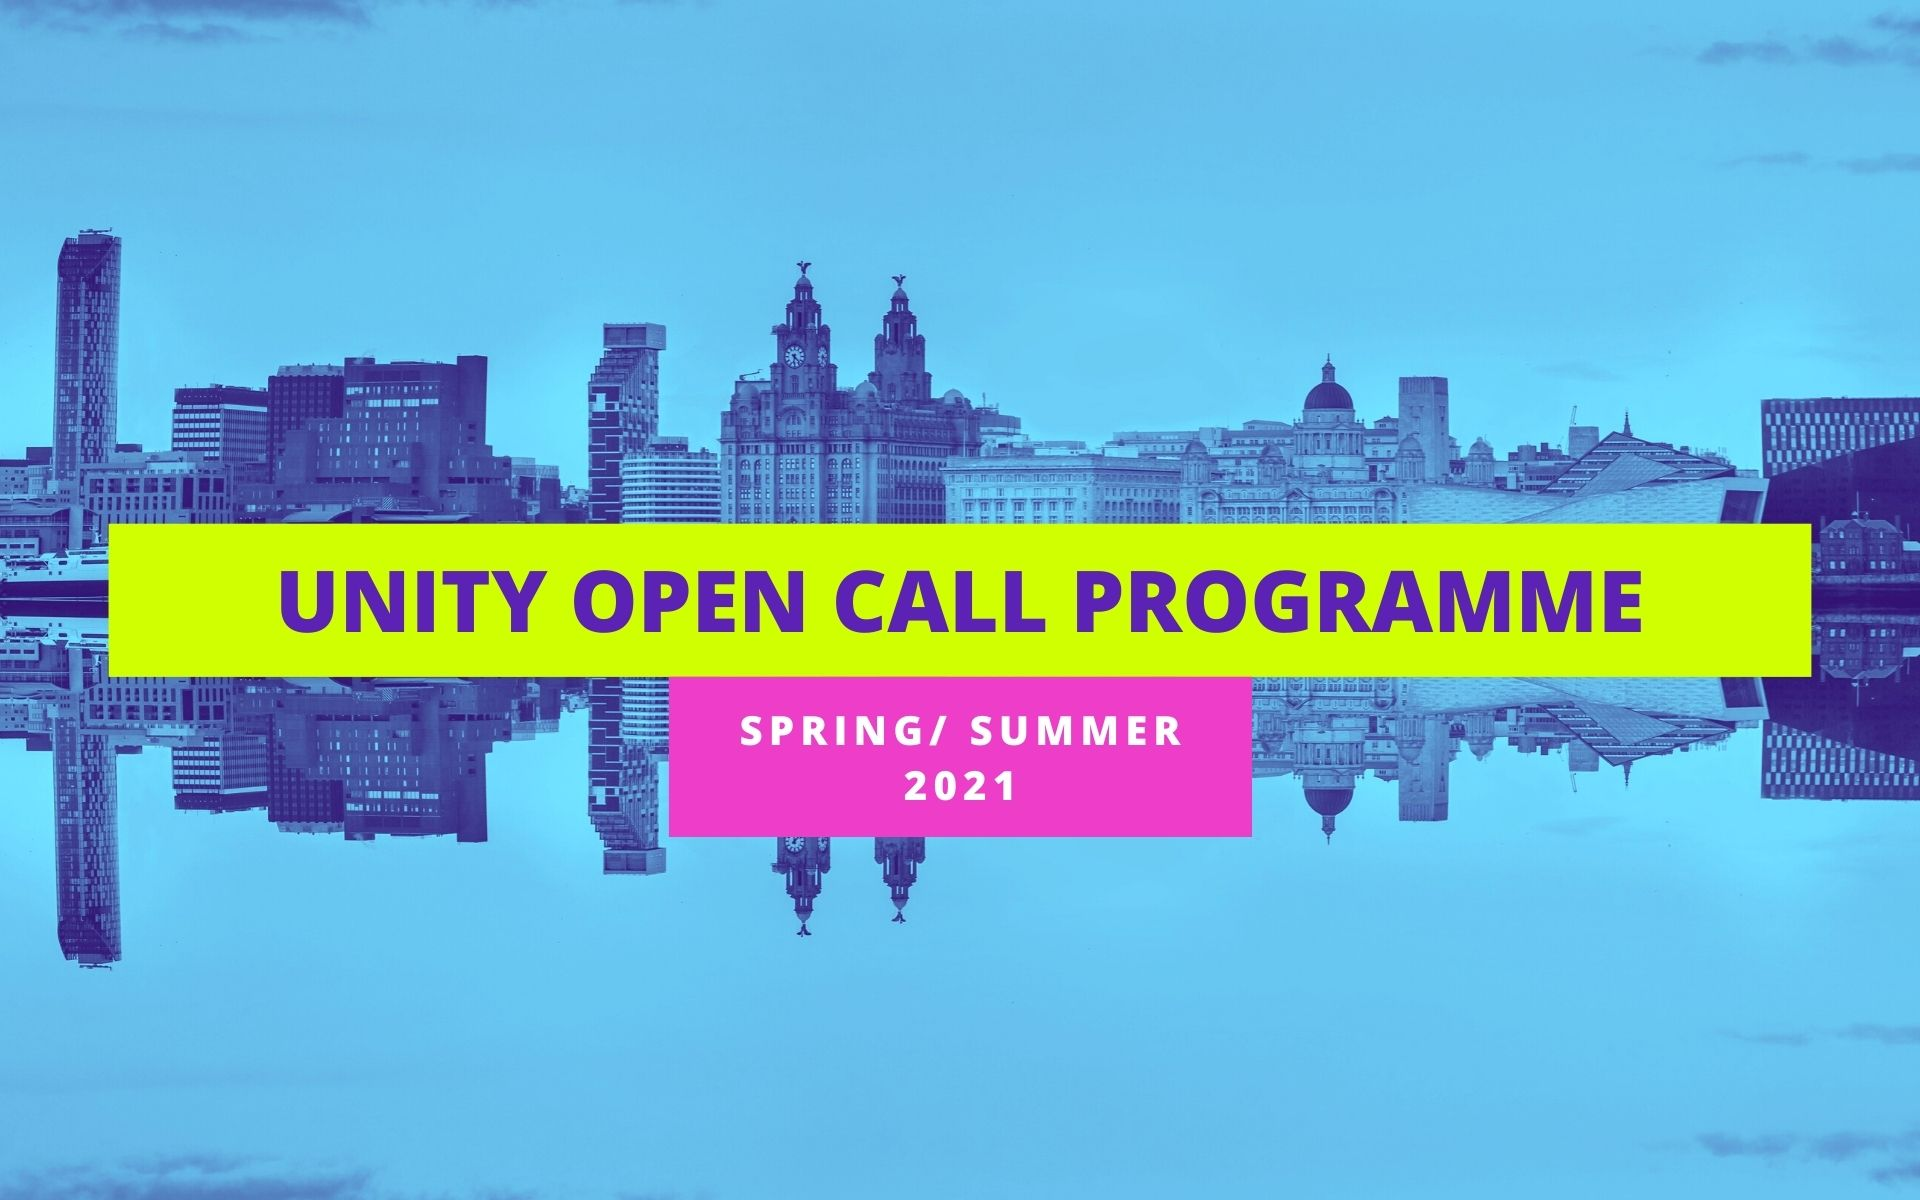 UNITY OPEN CALL PROGRAMME
SPRING/ SUMMER
2021